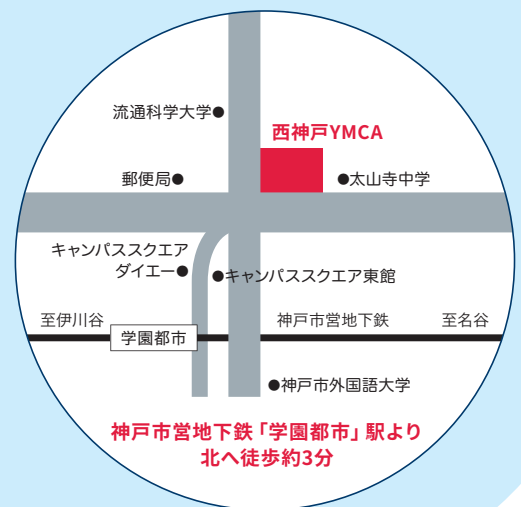 流通科学大学
西神戸YMCA
郵便局
太山寺中学
キャンパススクエア
ダイエー
キャンパススクエア東館
至伊川谷
神戸市営地下鉄
至名谷
学園都市
神戸市外国語大学
神戸市営地下鉄「学園都市」駅より
北へ徒歩約3分